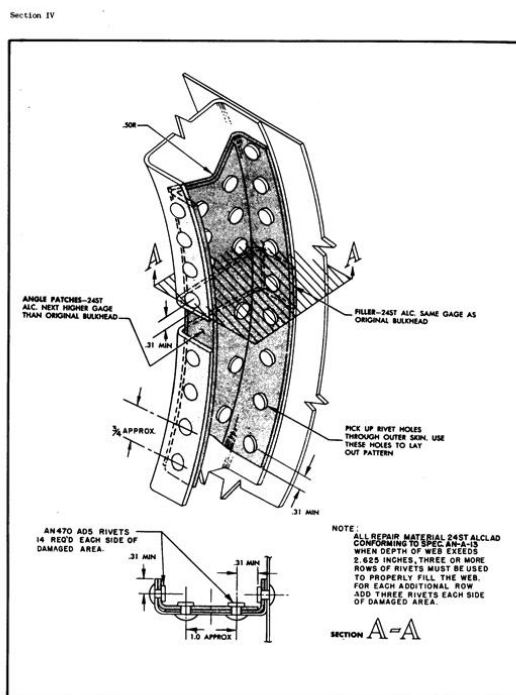 Section IV
.50R
A
A
ANGLE PATCHES-24ST
ALC. NEXT HIGHER GAGE
THAN ORIGINAL BULKHEAD
FILLER-24ST ALC. SAME GAGE AS
ORIGINAL BULKHEAD
.31 MIN
3/4 APPROX.
PICK UP RIVET HOLES
THROUGH OUTER SKIN. USE
THESE HOLES TO LAY
OUT PATTERN
.31 MIN
AN470 AD5 RIVETS
14 REQ'D EACH SIDE OF
DAMAGED AREA.
.31 MIN
.31 MIN
1.0 APPROX
NOTE:
ALL REPAIR MATERIAL 24ST ALCLAD
CONFORMING TO SPEC. AN-A-13
WHEN DEPTH OF WEB EXCEEDS
2.625 INCHES, THREE OR MORE
ROWS OF RIVETS MUST BE USED
TO PROPERLY FILL THE WEB.
FOR EACH ADDITIONAL ROW
ADD THREE RIVETS EACH SIDE
OF DAMAGED AREA.
SECTION A-A